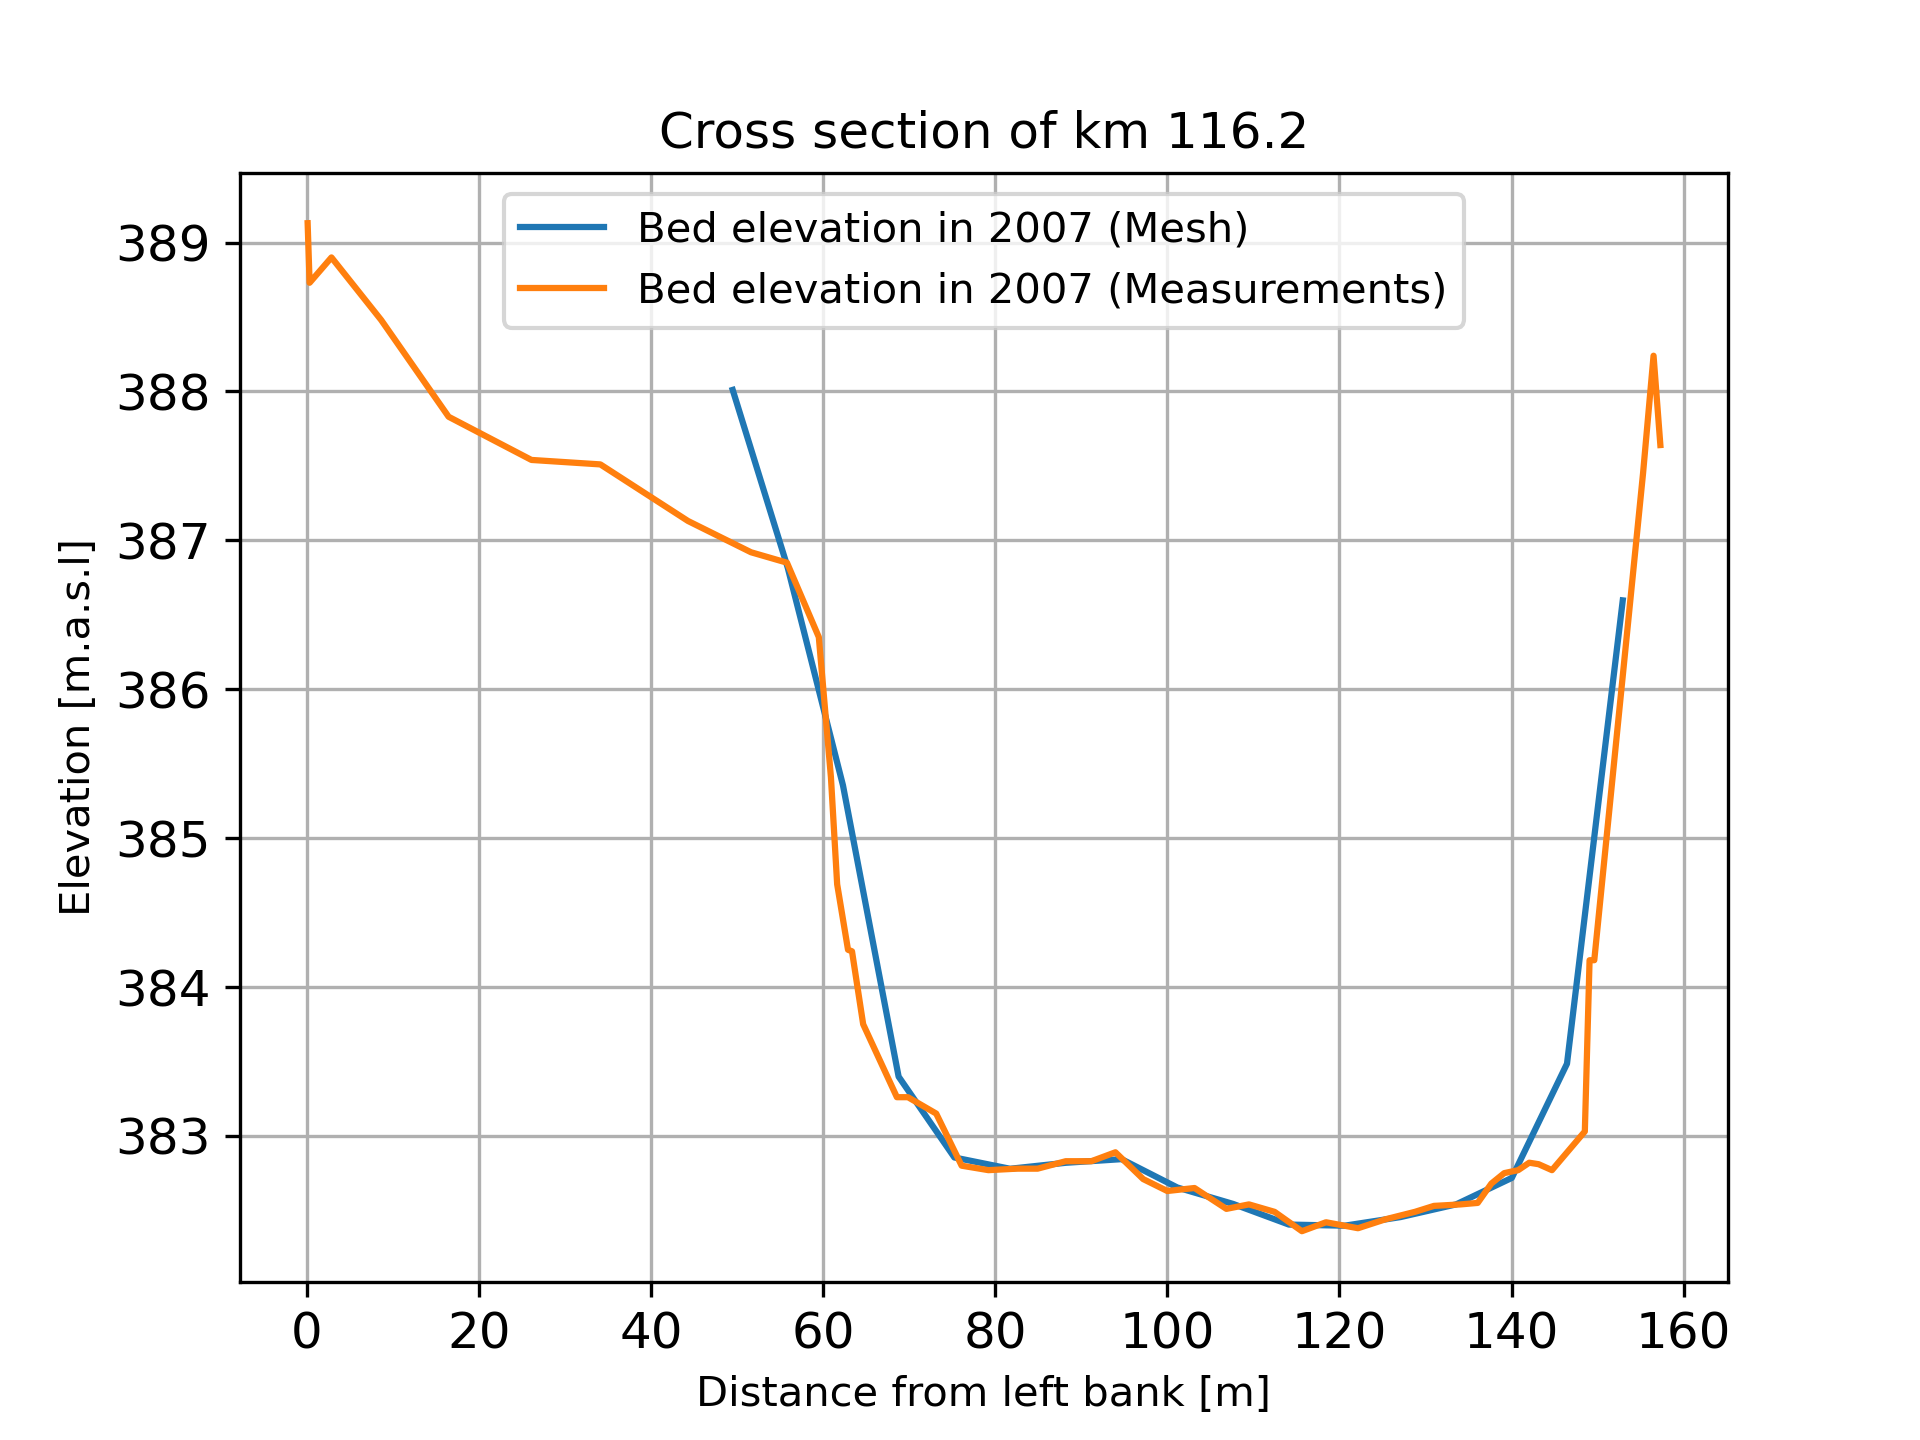 Cross section of km 116.2
Bed elevation in 2007 (Mesh)
Bed elevation in 2007 (Measurements)
389
388
387
386
385
384
383
Elevation [m.a.s.l]
0 20 40 60 80 100 120 140 160
Distance from left bank [m]